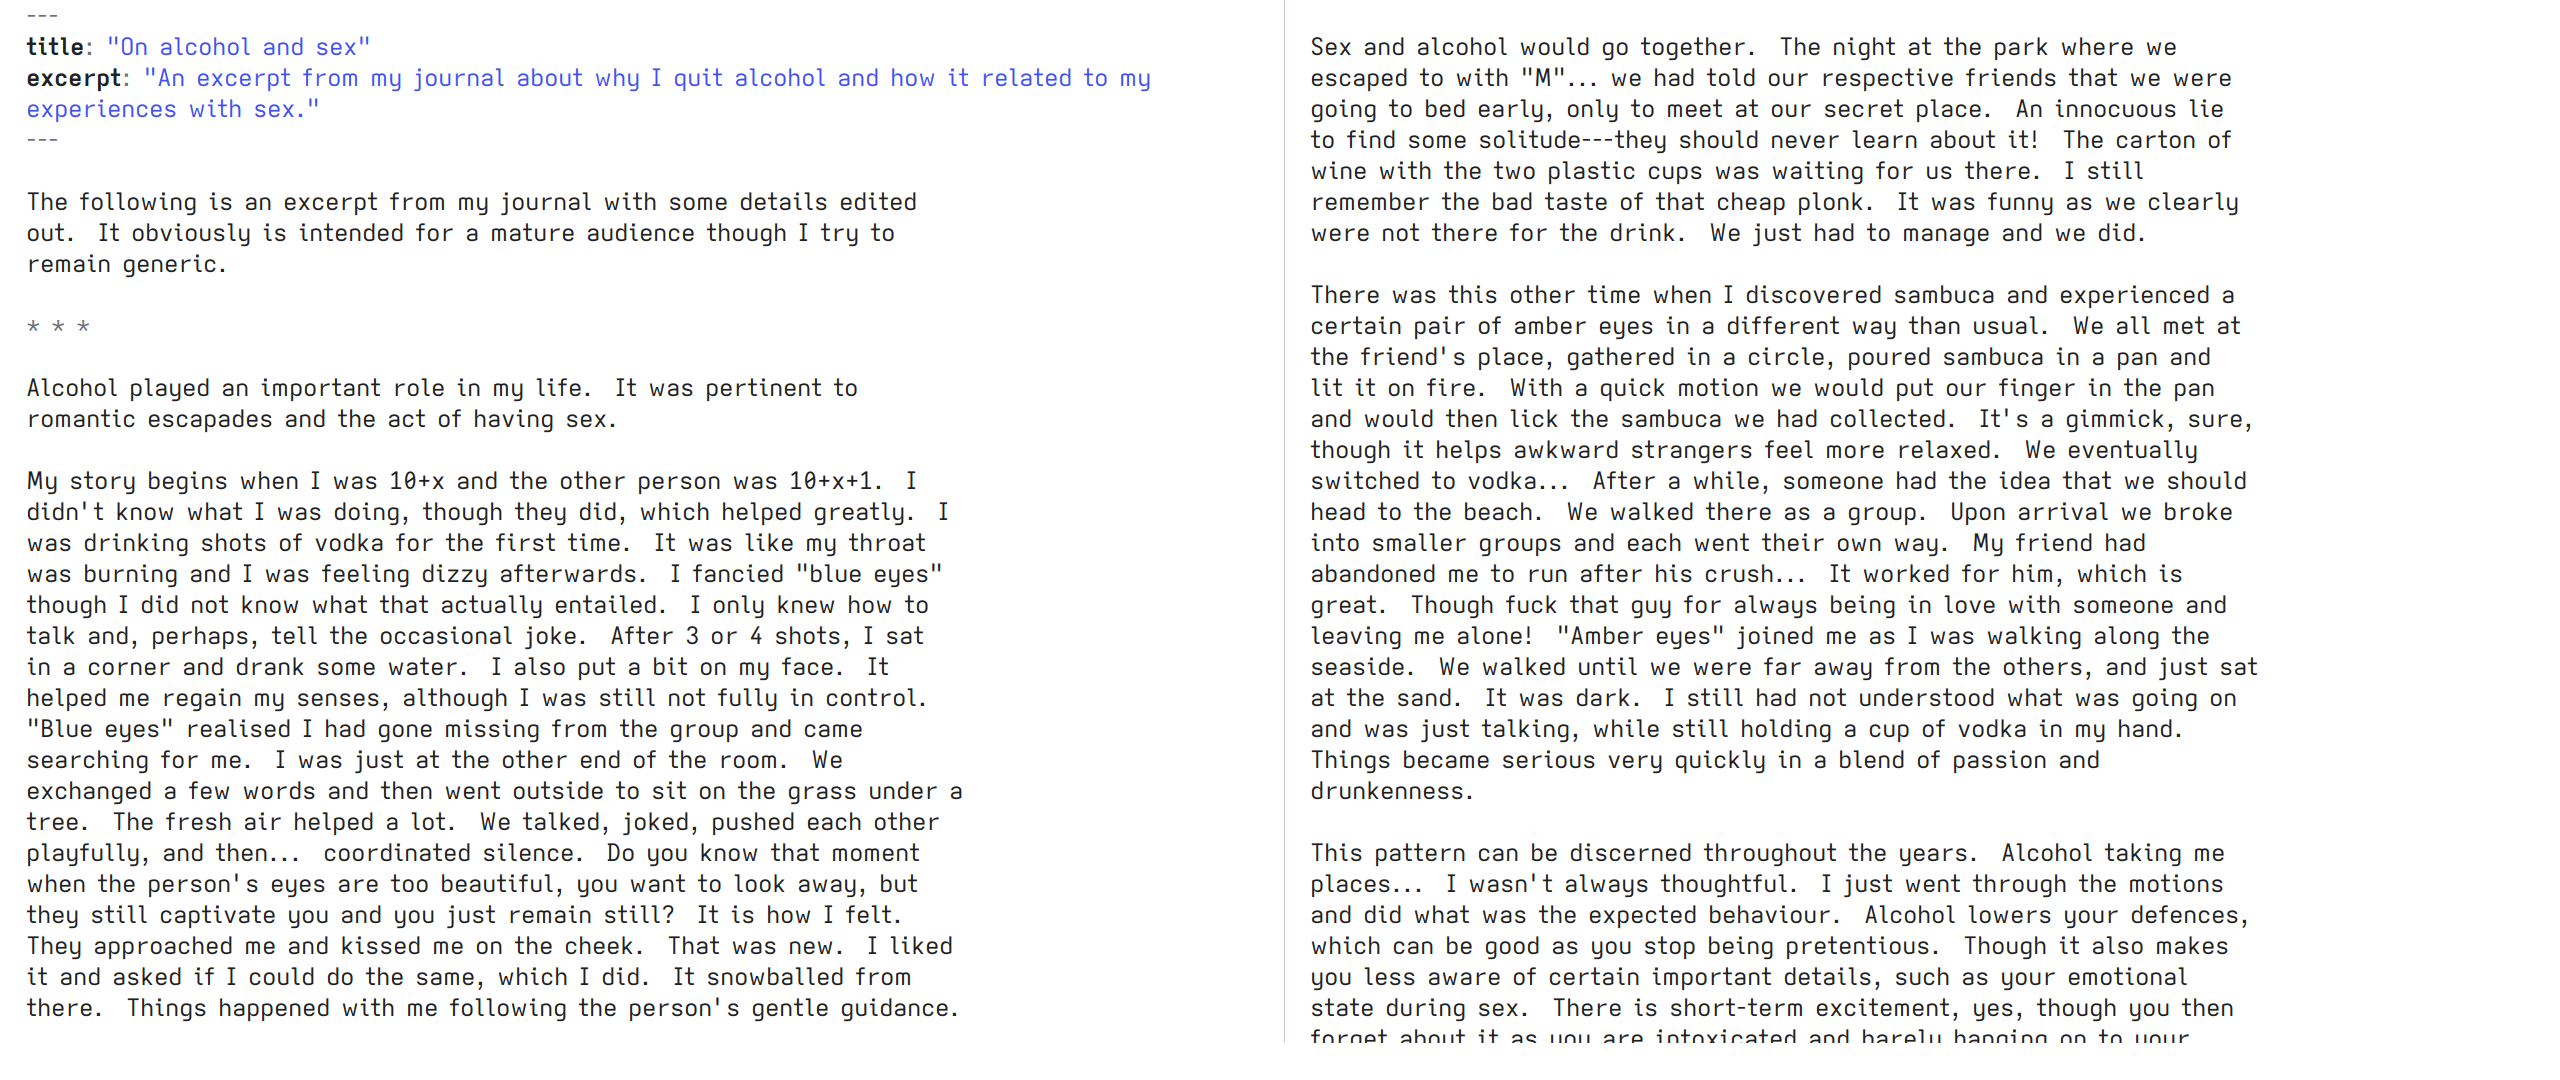 ---
title: "On alcohol and sex"
excerpt: "An excerpt from my journal about why I quit alcohol and how it related to my
experiences with sex."
---
The following is an excerpt from my journal with some details edited
out.  It obviously is intended for a mature audience though I try to
remain generic.
* * *
Alcohol played an important role in my life.  It was pertinent to
romantic escapades and the act of having sex.
My story begins when I was 10+x and the other person was 10+x+1.  I
didn't know what I was doing, though they did, which helped greatly.  I
was drinking shots of vodka for the first time.  It was like my throat
was burning and I was feeling dizzy afterwards.  I fancied "blue eyes"
though I did not know what that actually entailed.  I only knew how to
talk and, perhaps, tell the occasional joke.  After 3 or 4 shots, I sat
in a corner and drank some water.  I also put a bit on my face.  It
helped me regain my senses, although I was still not fully in control.
"Blue eyes" realised I had gone missing from the group and came
searching for me.  I was just at the other end of the room.  We
exchanged a few words and then went outside to sit on the grass under a
tree.  The fresh air helped a lot.  We talked, joked, pushed each other
playfully, and then...  coordinated silence.  Do you know that moment
when the person's eyes are too beautiful, you want to look away, but
they still captivate you and you just remain still?  It is how I felt.
They approached me and kissed me on the cheek.  That was new.  I liked
it and asked if I could do the same, which I did.  It snowballed from
there.  Things happened with me following the person's gentle guidance.
Sex and alcohol would go together.  The night at the park where we
escaped to with "M"... we had told our respective friends that we were
going to bed early, only to meet at our secret place.  An innocuous lie
to find some solitude---they should never learn about it!  The carton of
wine with the two plastic cups was waiting for us there.  I still
remember the bad taste of that cheap plonk.  It was funny as we clearly
were not there for the drink.  We just had to manage and we did.
There was this other time when I discovered sambuca and experienced a
certain pair of amber eyes in a different way than usual.  We all met at
the friend's place, gathered in a circle, poured sambuca in a pan and
lit it on fire.  With a quick motion we would put our finger in the pan
and would then lick the sambuca we had collected.  It's a gimmick, sure,
though it helps awkward strangers feel more relaxed.  We eventually
switched to vodka...  After a while, someone had the idea that we should
head to the beach.  We walked there as a group.  Upon arrival we broke
into smaller groups and each went their own way.  My friend had
abandoned me to run after his crush...  It worked for him, which is
great.  Though fuck that guy for always being in love with someone and
leaving me alone!  "Amber eyes" joined me as I was walking along the
seaside.  We walked until we were far away from the others, and just sat
at the sand.  It was dark.  I still had not understood what was going on
and was just talking, while still holding a cup of vodka in my hand.
Things became serious very quickly in a blend of passion and
drunkenness.
This pattern can be discerned throughout the years.  Alcohol taking me
places...  I wasn't always thoughtful.  I just went through the motions
and did what was the expected behaviour.  Alcohol lowers your defences,
which can be good as you stop being pretentious.  Though it also makes
you less aware of certain important details, such as your emotional
state during sex.  There is short-term excitement, yes, though you then
forget about it as you are intoxicated and barely hanging on to your